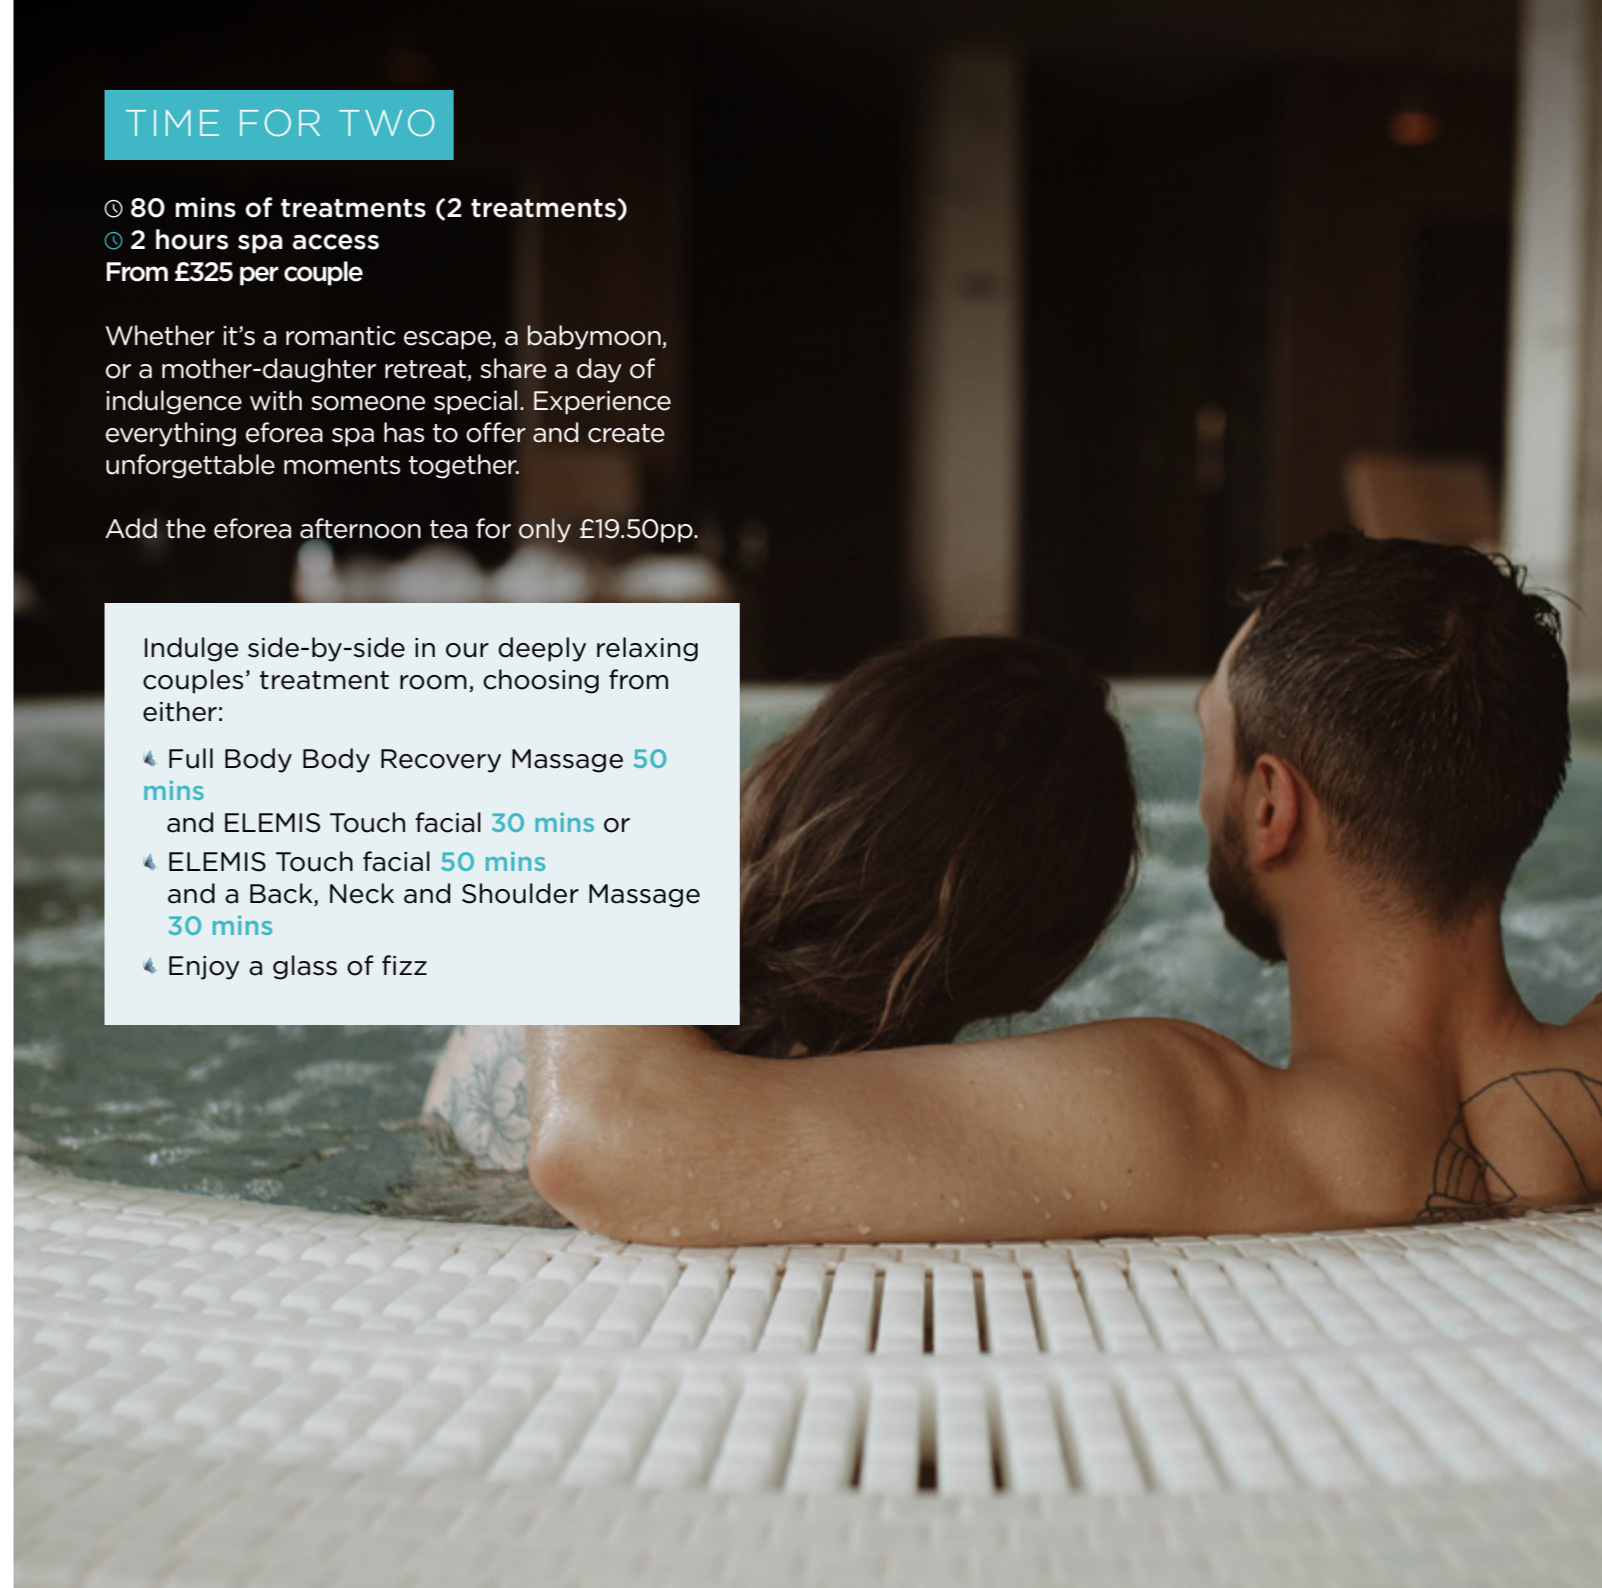 TIME FOR TWO
80 mins of treatments (2 treatments)
2 hours spa access
From £325 per couple
Whether it’s a romantic escape, a babymoon,
or a mother-daughter retreat, share a day of
indulgence with someone special. Experience
everything eforea spa has to offer and create
unforgettable moments together.
Add the eforea afternoon tea for only £19.50pp.
Indulge side-by-side in our deeply relaxing
couples’ treatment room, choosing from
either:
Full Body Body Recovery Massage 50
mins
and ELEMIS Touch facial 30 mins or
ELEMIS Touch facial 50 mins
and a Back, Neck and Shoulder Massage
30 mins
Enjoy a glass of fizz